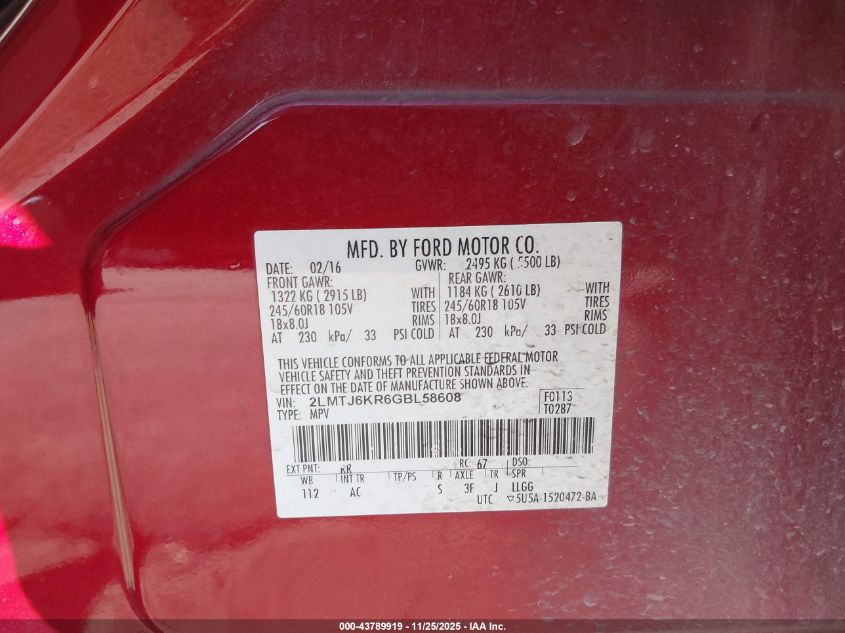 MFD. BY FORD MOTOR CO.
DATE: 02/16 GVWR: 2495 KG ( 5500 LB)
FRONT GAWR: REAR GAWR:
1322 KG ( 2915 LB) WITH 1184 KG ( 2610 LB) WITH
245/60R18 105V TIRES 245/60R18 105V TIRES
18x8.0J RIMS 18x8.0J RIMS
AT 230 kPa/ 33 PSI COLD AT 230 kPa/ 33 PSI COLD
THIS VEHICLE CONFORMS TO ALL APPLICABLE FEDERAL MOTOR
VEHICLE SAFETY AND THEFT PREVENTION STANDARDS IN
EFFECT ON THE DATE OF MANUFACTURE SHOWN ABOVE.
VIN: 2LMTJ6KR6GBL58608 F0113
TYPE: MPV T0287
EXT PNT: RR RC: 67 DSO:
WB INT TR TP/PS R AXLE TR SPR
112 AC S 3F J LLGG
UTC ▽5U5A-1520472-BA
000-43789919 - 11/25/2025 - IAA Inc.